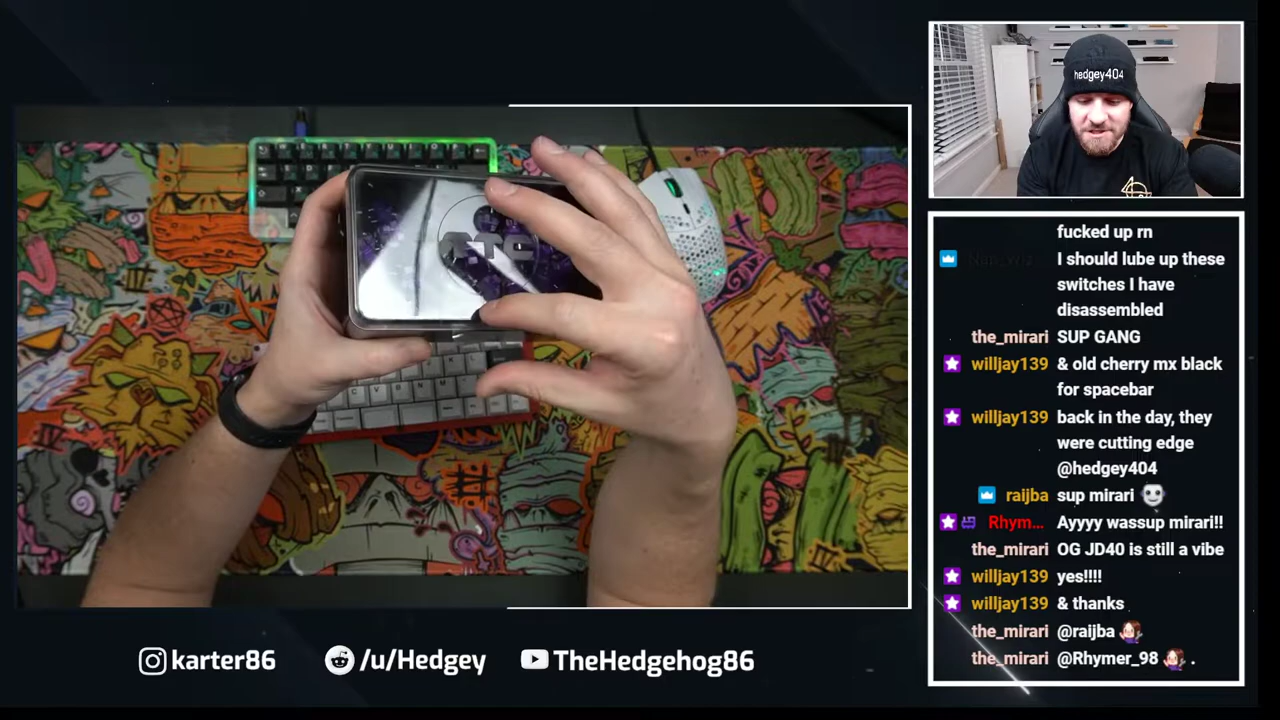 hedgey404
fucked up rn
I should lube up these
switches I have
disassembled
the_mirari SUP GANG
willjay139 & old cherry mx black
for spacebar
willjay139 back in the day, they
were cutting edge
@hedgey404
raijba sup mirari
Rhym... Ayyyy wassup mirari!!
the_mirari OG JD40 is still a vibe
willjay139 yes!!!!
willjay139 & thanks
the_mirari @raijba
the_mirari @Rhymer_98 .
karter86
/u/Hedgey
TheHedgehog86